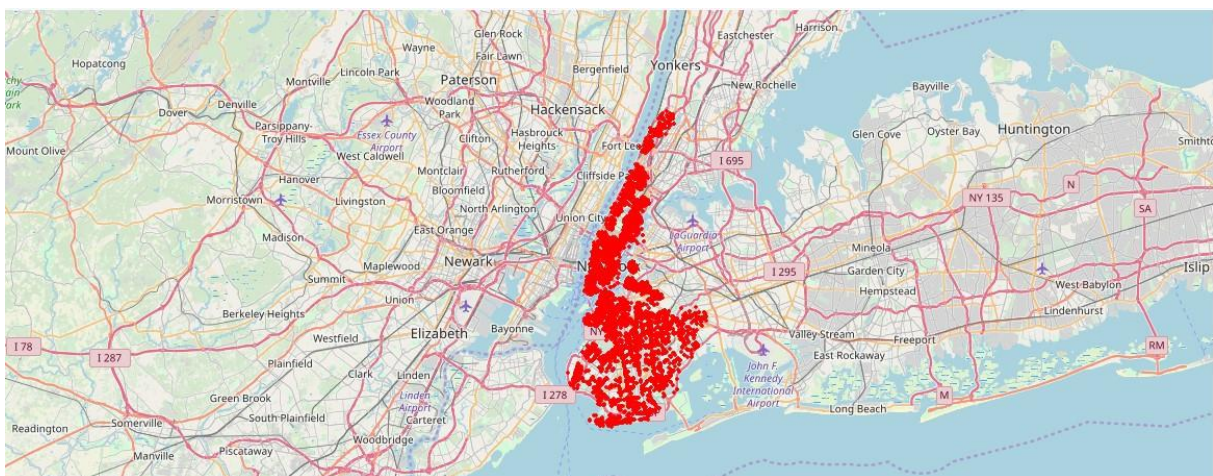 Harrison
Eastchester
Glen Rock
Hopatcong
Wayne
Fair Lawn
Yonkers
Bergenfield
Lincoln Park
Montville
Paterson
New Rochelle
Bayville
Denville
Woodland
Park
Hackensack
Dover
Parsippany-
Troy Hills
Essex County
Airport
Clifton
Hasbrouck
Heights
Glen Cove
Oyster Bay
Huntington
Smitht
Mount Olive
West Caldwell
Fort Lee
I 695
Montclair
Rutherford
Cliffside Pa
Hanover
Bloomfield
N
Morristown
Livingston
North Arlington
Union City
NY 135
SA
East Orange
LaGuardia
Airport
Madison
Mineola
Maplewood
Newark
N
I 295
Garden City
Islip
Summit
Hempstead
West Babylon
Union
Berkeley Heights
Elizabeth
Bayonne
NY
Lindenhurst
Valley Stream
Freeport
I 78
I 287
Westfield
East Rockaway
RM
Plainfield
Clark
Linden
John F.
Kennedy
International
Airport
I 278
M
Green Brook
Linden
Airport
Long Beach
South Plainfield
Carteret
Readington
Somerville
Woodbridge
Piscataway
Manville